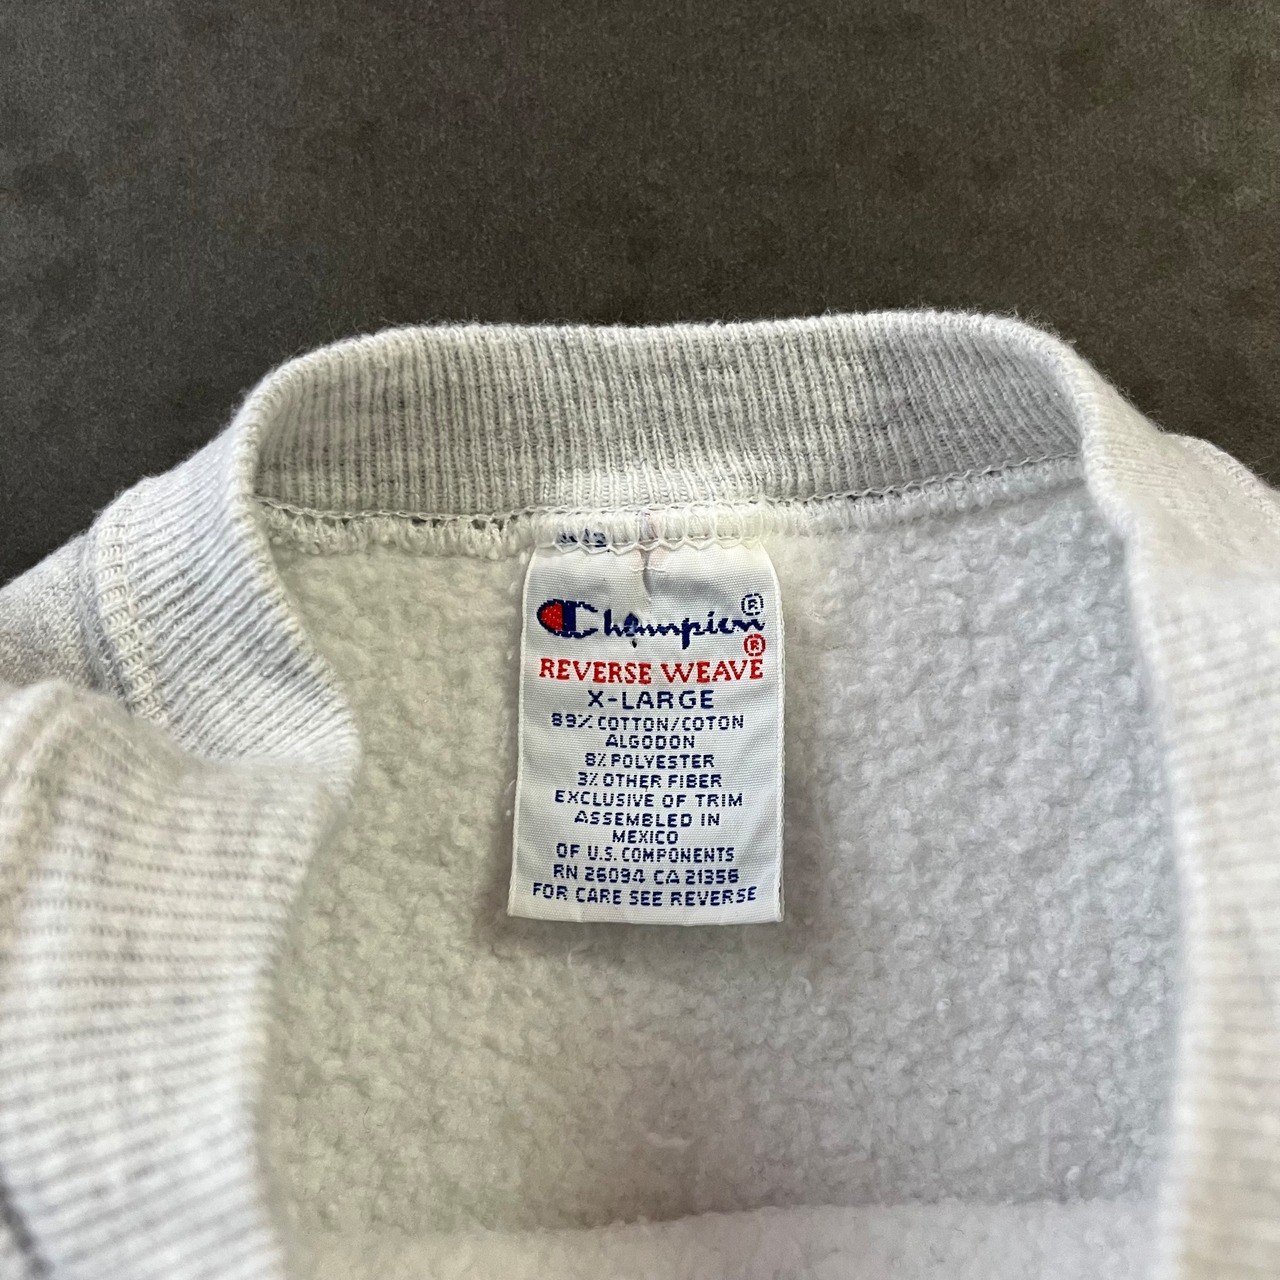 Champion®
®
REVERSE WEAVE
X-LARGE
89% COTTON/COTON
ALGODON
8% POLYESTER
3% OTHER FIBER
EXCLUSIVE OF TRIM
ASSEMBLED IN
MEXICO
OF U.S. COMPONENTS
RN 26094 CA 21356
FOR CARE SEE REVERSE